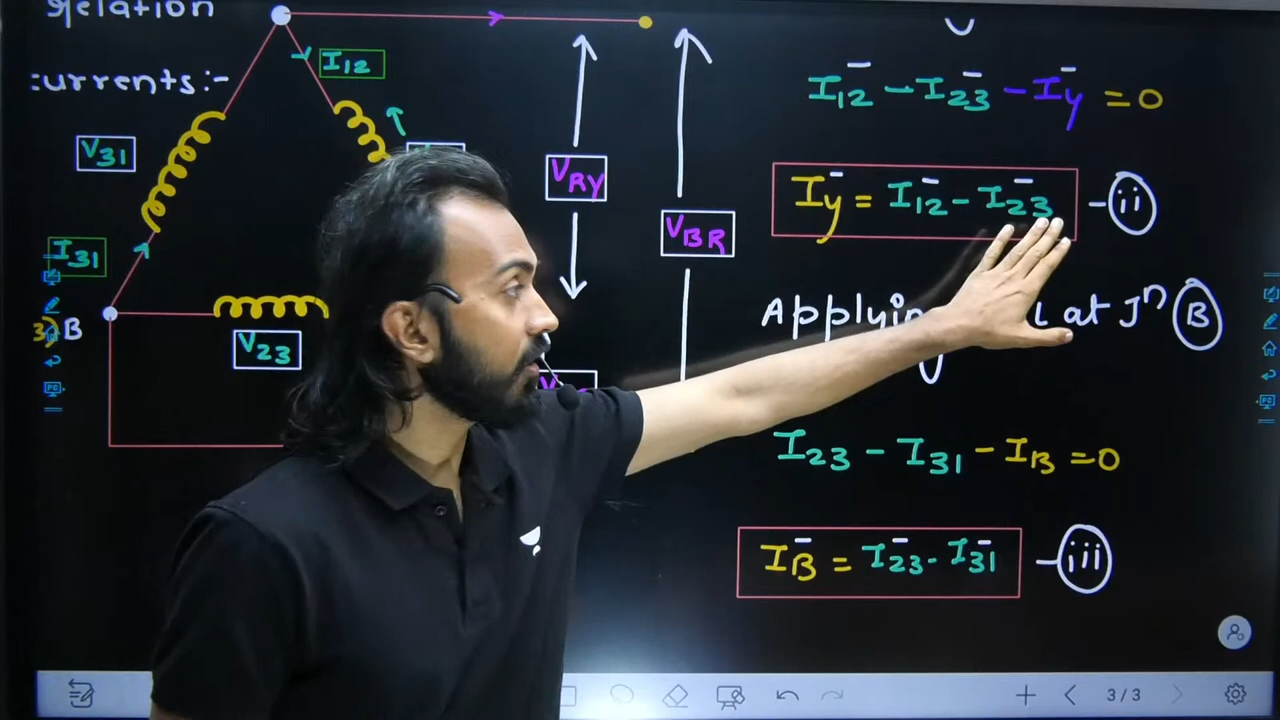 relation
currents:-
I12
V31
VRY
VBR
I31
3) B
V23
I12 - I23 - Iy = 0
Iy = I12 - I23 - ii
at Jn B
I23 - I31 - IB = 0
IB = I23 - I31 - iii
3/3